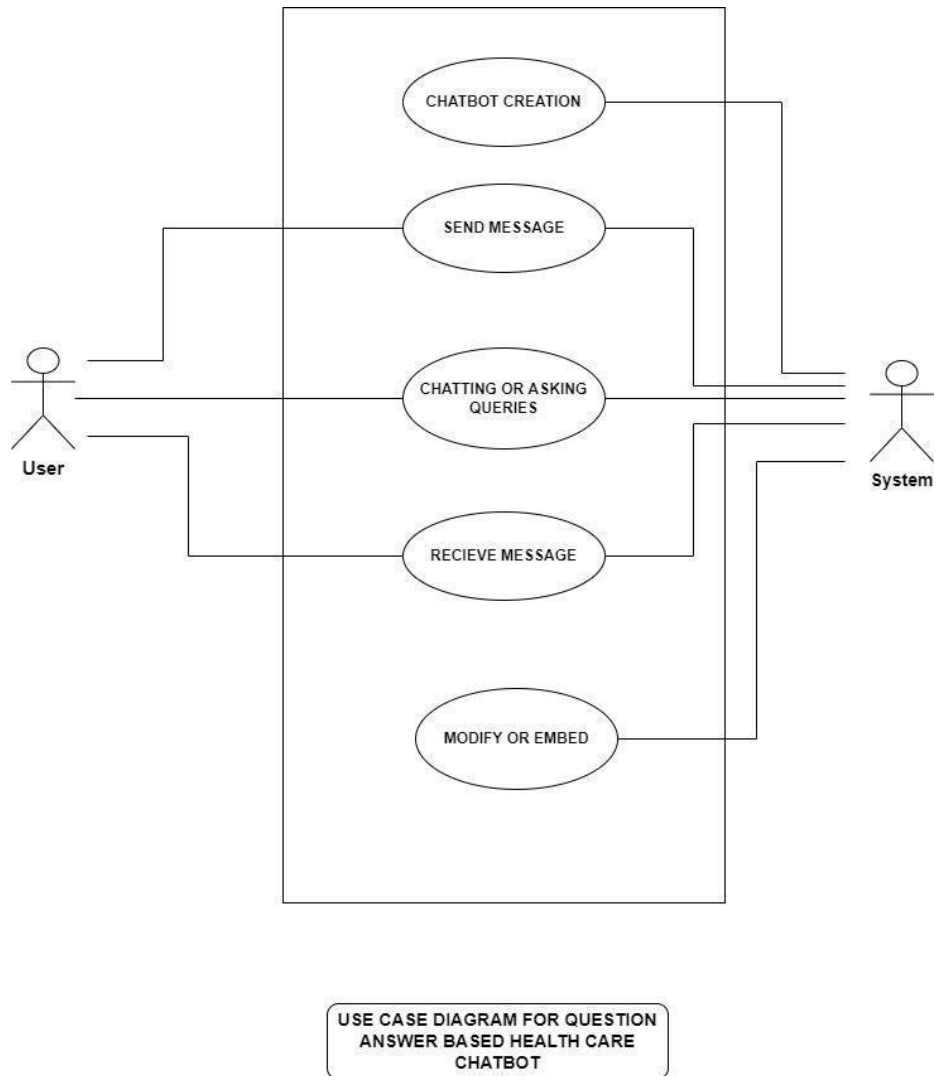 CHATBOT CREATION
SEND MESSAGE
CHATTING OR ASKING
QUERIES
User
System
RECIEVE MESSAGE
MODIFY OR EMBED
USE CASE DIAGRAM FOR QUESTION
ANSWER BASED HEALTH CARE
CHATBOT